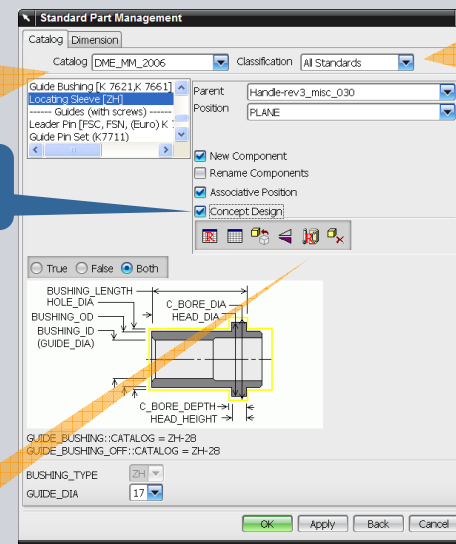 Standard Part Management
Catalog Dimension
Catalog DME_MM_2006 Classification All Standards
Guide Bushing [K 7621,K 7661]
Locating Sleeve [ZH]
------ Guides (with screws) ------
Leader Pin [FSC, FSN, (Euro) K
Guide Pin Set (K7711)
Parent Handle-rev3_misc_030
Position PLANE
New Component
Rename Components
Associative Position
Concept Design
True False Both
BUSHING_LENGTH
HOLE_DIA
BUSHING_OD
BUSHING_ID
(GUIDE_DIA)
C_BORE_DIA
HEAD_DIA
C_BORE_DEPTH
HEAD_HEIGHT
GUIDE_BUSHING::CATALOG = ZH-28
GUIDE_BUSHING_OFF::CATALOG = ZH-28
BUSHING_TYPE ZH
GUIDE_DIA 17
OK Apply Back Cancel